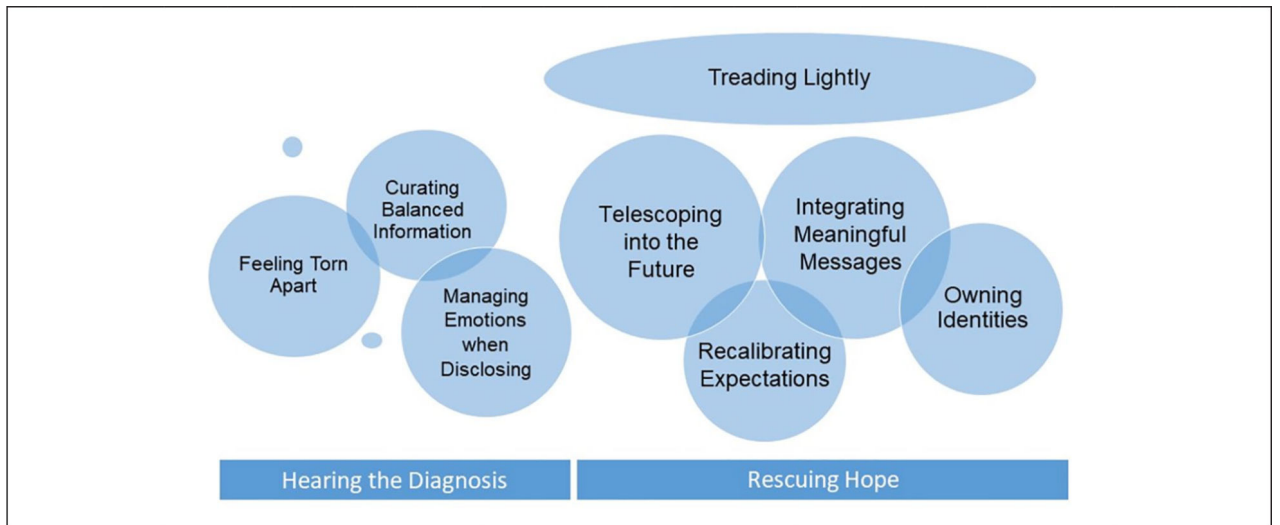 Treading Lightly
Curating
Balanced
Information
Feeling Torn
Apart
Managing
Emotions
when
Disclosing
Telescoping
into the
Future
Integrating
Meaningful
Messages
Recalibrating
Expectations
Owning
Identities
Hearing the Diagnosis
Rescuing Hope